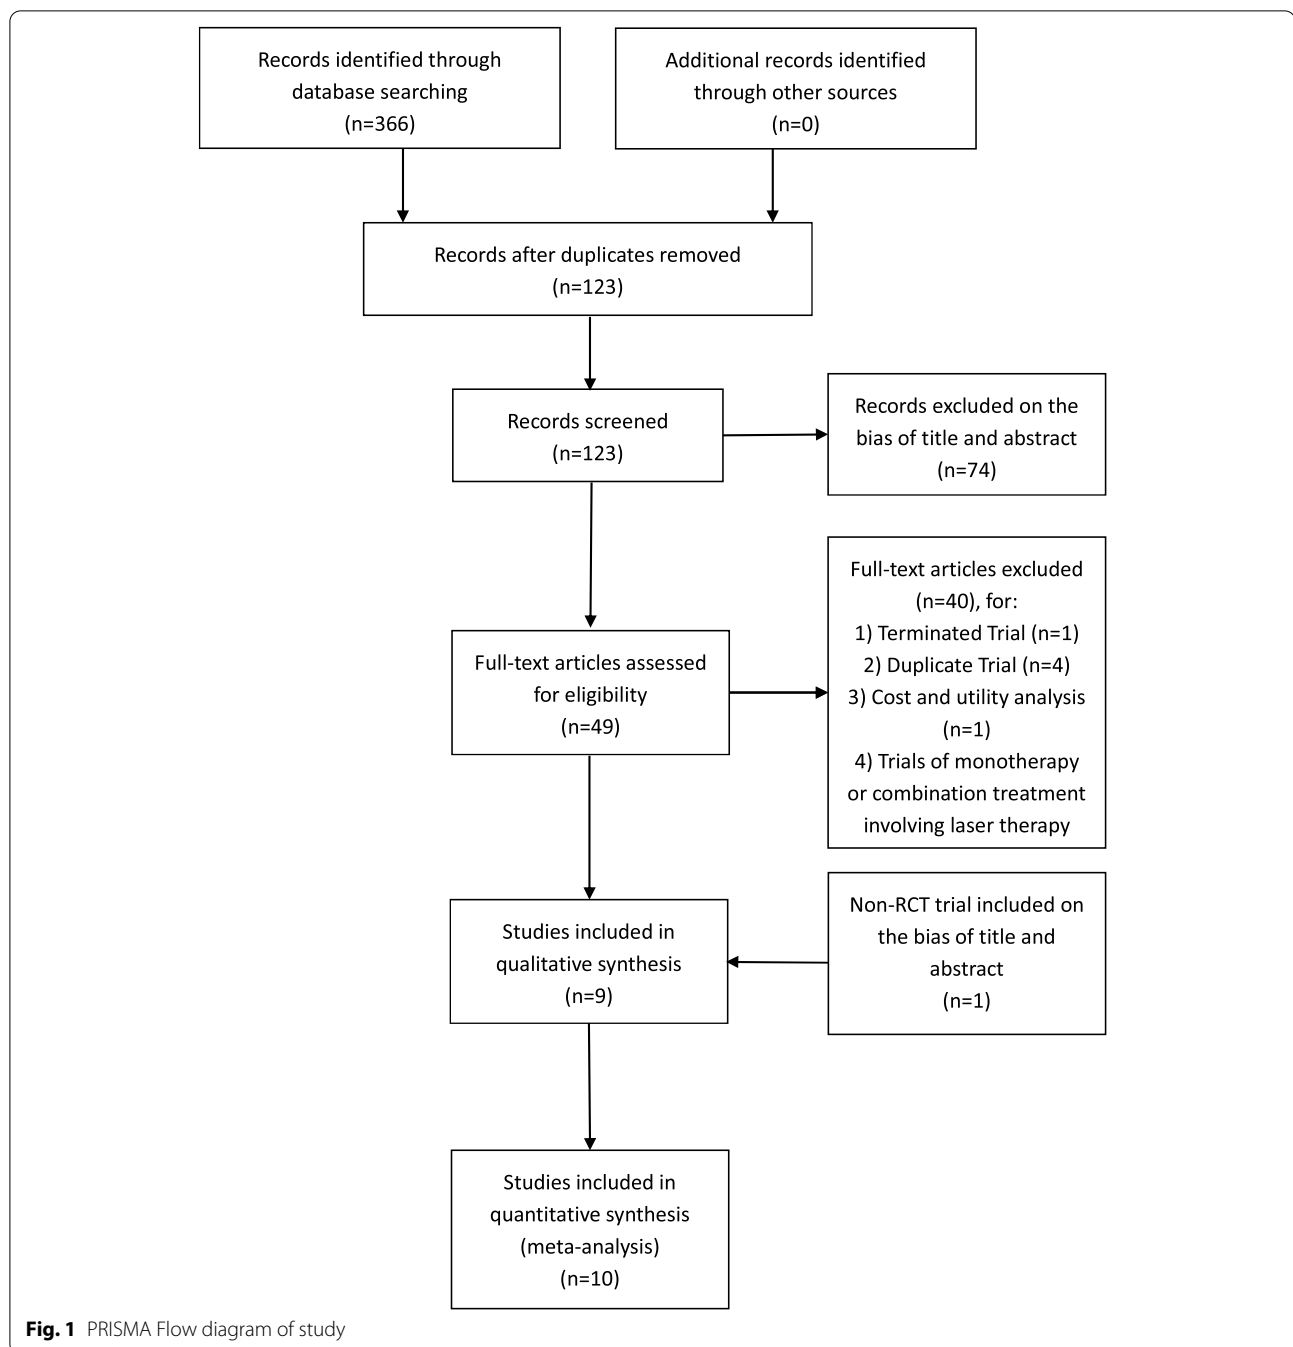 Records identified through
database searching
(n=366)
Additional records identified
through other sources
(n=0)
Records after duplicates removed
(n=123)
Records screened
(n=123)
Records excluded on the
bias of title and abstract
(n=74)
Full-text articles assessed
for eligibility
(n=49)
Full-text articles excluded
(n=40), for:
1) Terminated Trial (n=1)
2) Duplicate Trial (n=4)
3) Cost and utility analysis
(n=1)
4) Trials of monotherapy
or combination treatment
involving laser therapy
Studies included in
qualitative synthesis
(n=9)
Non-RCT trial included on
the bias of title and
abstract
(n=1)
Studies included in
quantitative synthesis
(meta-analysis)
(n=10)
Fig. 1 PRISMA Flow diagram of study